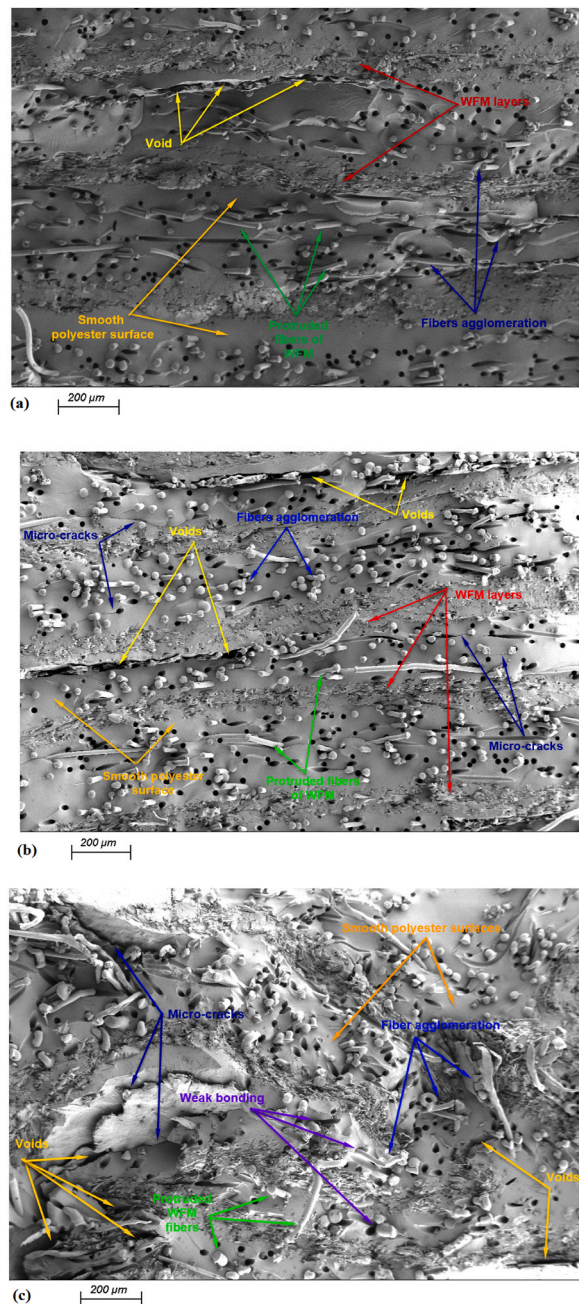 WFM layers
Void
Smooth
polyester surface
Protruded
fibers of
WFM
Fibers agglomeration
(a)
200 µm
Voids
Fibers agglomeration
Voids
Micro-cracks
WFM layers
Smooth polyester
surface
Protruded fibers
of WFM
Micro-cracks
(b)
200 µm
Smooth polyester surfaces
Micro-cracks
Fiber agglomeration
Weak bonding
Voids
Protruded
WFM
fibers
Voids
(c)
200 µm